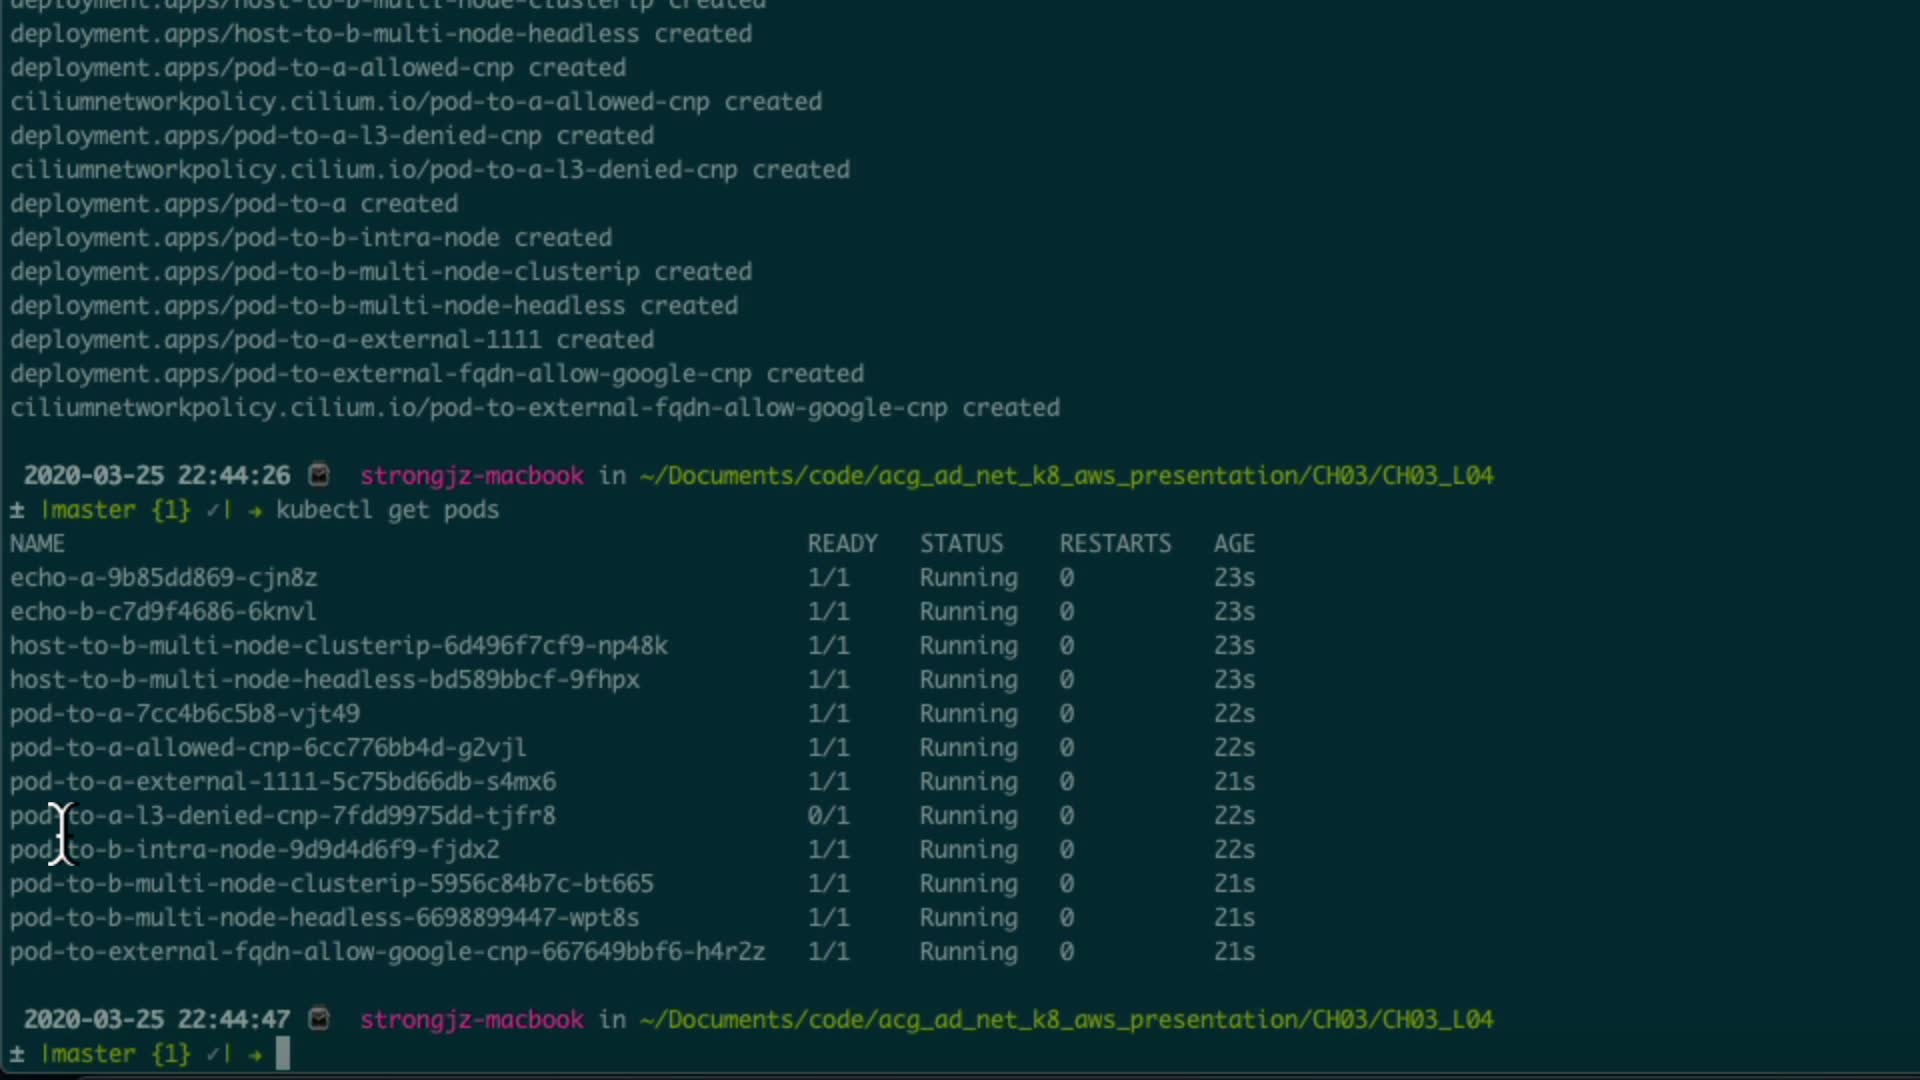 deployment.apps/host-to-b-multi-node-clusterip created
deployment.apps/host-to-b-multi-node-headless created
deployment.apps/pod-to-a-allowed-cnp created
ciliumnetworkpolicy.cilium.io/pod-to-a-allowed-cnp created
deployment.apps/pod-to-a-l3-denied-cnp created
ciliumnetworkpolicy.cilium.io/pod-to-a-l3-denied-cnp created
deployment.apps/pod-to-a created
deployment.apps/pod-to-b-intra-node created
deployment.apps/pod-to-b-multi-node-clusterip created
deployment.apps/pod-to-b-multi-node-headless created
deployment.apps/pod-to-a-external-1111 created
deployment.apps/pod-to-external-fqdn-allow-google-cnp created
ciliumnetworkpolicy.cilium.io/pod-to-external-fqdn-allow-google-cnp created
2020-03-25 22:44:26 strongjz-macbook in ~/Documents/code/acg_ad_net_k8_aws_presentation/CH03/CH03_L04
± |master {1} ✓| → kubectl get pods
NAME READY STATUS RESTARTS AGE
echo-a-9b85dd869-cjn8z 1/1 Running 0 23s
echo-b-c7d9f4686-6knvl 1/1 Running 0 23s
host-to-b-multi-node-clusterip-6d496f7cf9-np48k 1/1 Running 0 23s
host-to-b-multi-node-headless-bd589bbcf-9fhpx 1/1 Running 0 23s
pod-to-a-7cc4b6c5b8-vjt49 1/1 Running 0 22s
pod-to-a-allowed-cnp-6cc776bb4d-g2vjl 1/1 Running 0 22s
pod-to-a-external-1111-5c75bd66db-s4mx6 1/1 Running 0 21s
pod-to-a-l3-denied-cnp-7fdd9975dd-tjfr8 0/1 Running 0 22s
pod-to-b-intra-node-9d9d4d6f9-fjdx2 1/1 Running 0 22s
pod-to-b-multi-node-clusterip-5956c84b7c-bt665 1/1 Running 0 21s
pod-to-b-multi-node-headless-6698899447-wpt8s 1/1 Running 0 21s
pod-to-external-fqdn-allow-google-cnp-667649bbf6-h4r2z 1/1 Running 0 21s
2020-03-25 22:44:47 strongjz-macbook in ~/Documents/code/acg_ad_net_k8_aws_presentation/CH03/CH03_L04
± |master {1} ✓| →